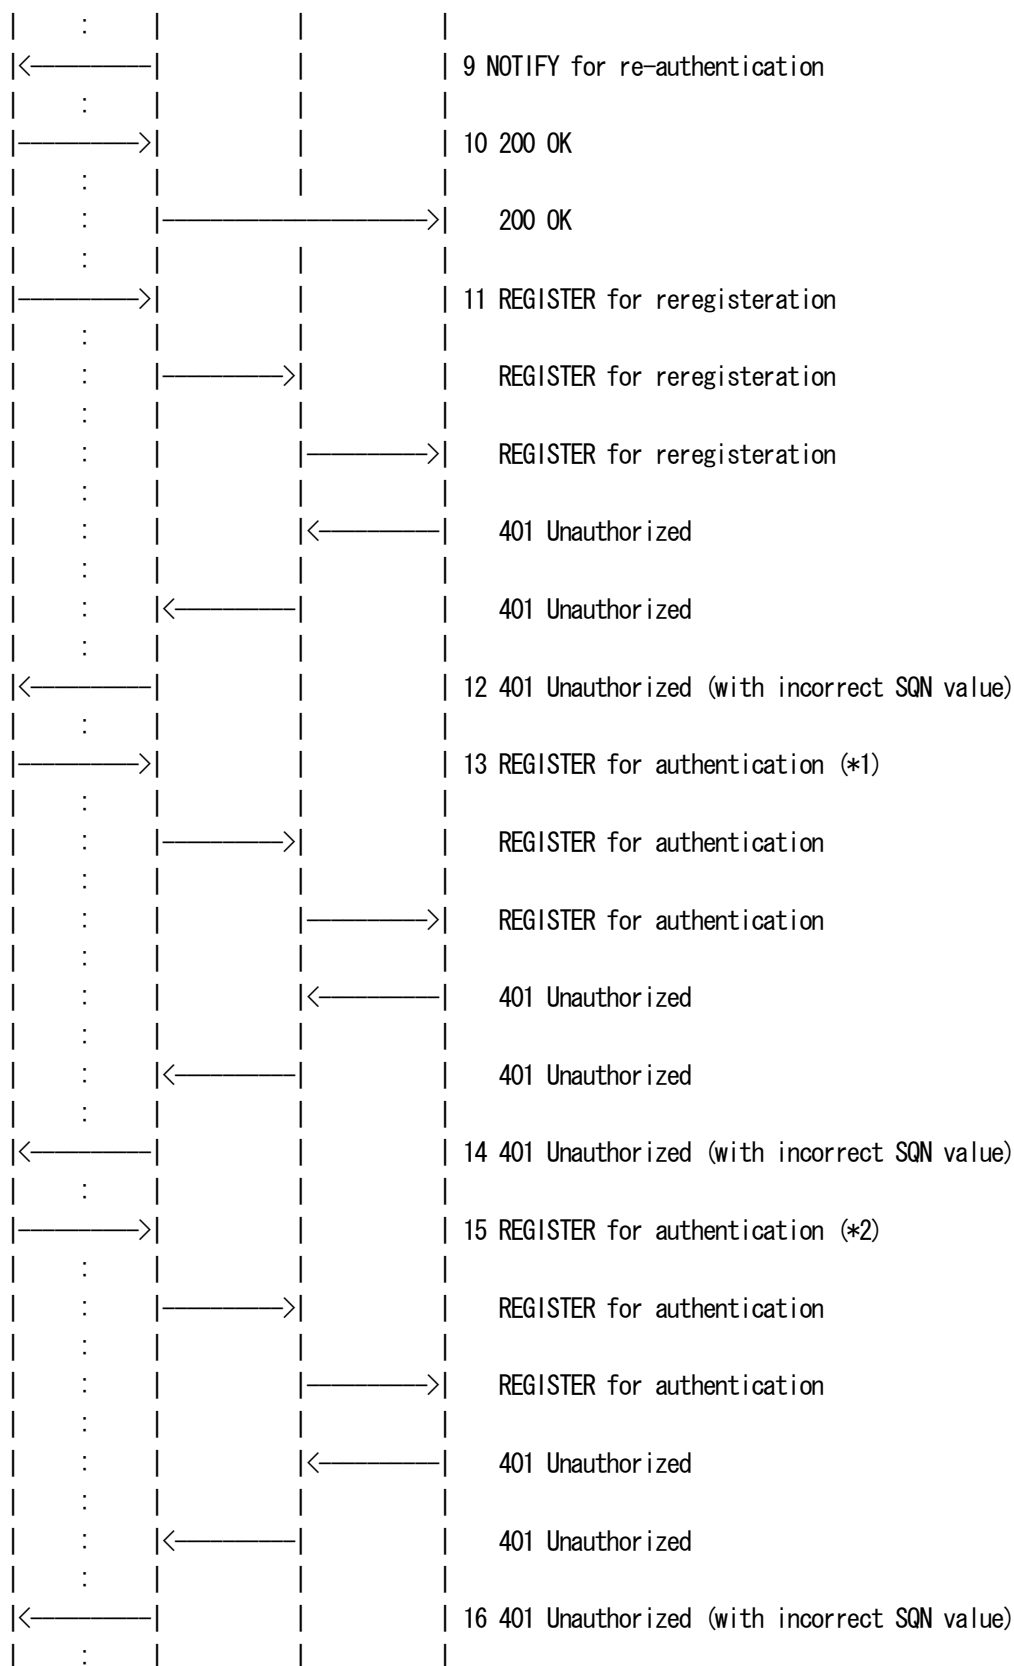 9 NOTIFY for re-authentication
10 200 OK
200 OK
11 REGISTER for reregisteration
REGISTER for reregisteration
REGISTER for reregisteration
401 Unauthorized
401 Unauthorized
12 401 Unauthorized (with incorrect SQN value)
13 REGISTER for authentication (*1)
REGISTER for authentication
REGISTER for authentication
401 Unauthorized
401 Unauthorized
14 401 Unauthorized (with incorrect SQN value)
15 REGISTER for authentication (*2)
REGISTER for authentication
REGISTER for authentication
401 Unauthorized
401 Unauthorized
16 401 Unauthorized (with incorrect SQN value)